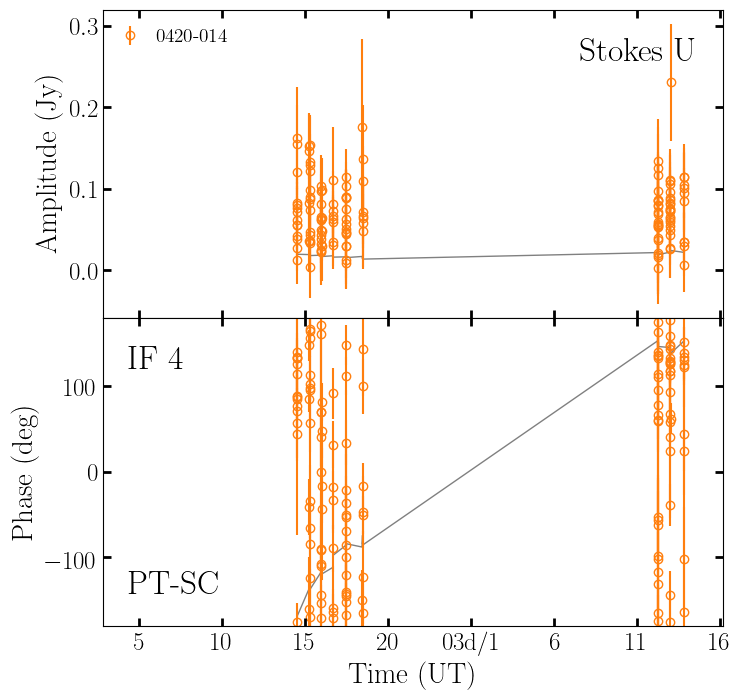 0.3
0420-014
Stokes U
0.2
0.1
0.0
Amplitude (Jy)
IF 4
100
0
−100
Phase (deg)
PT-SC
5 10 15 20 03d/1 6 11 16
Time (UT)